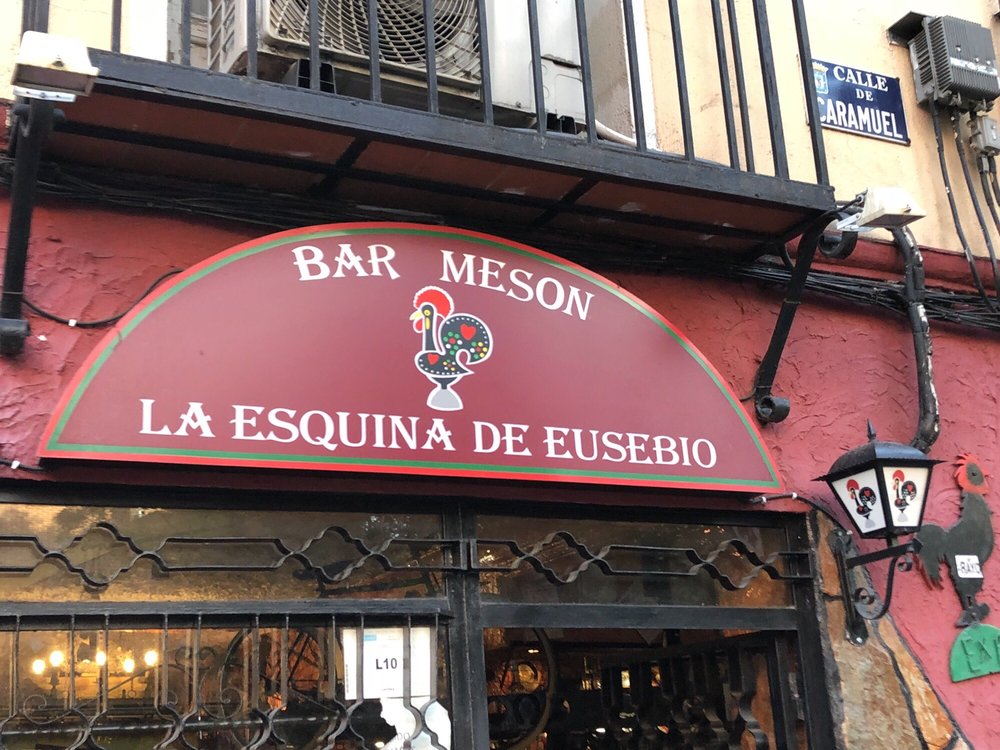 CALLE
DE
CARAMUEL
BAR MESON
LA ESQUINA DE EUSEBIO
L10